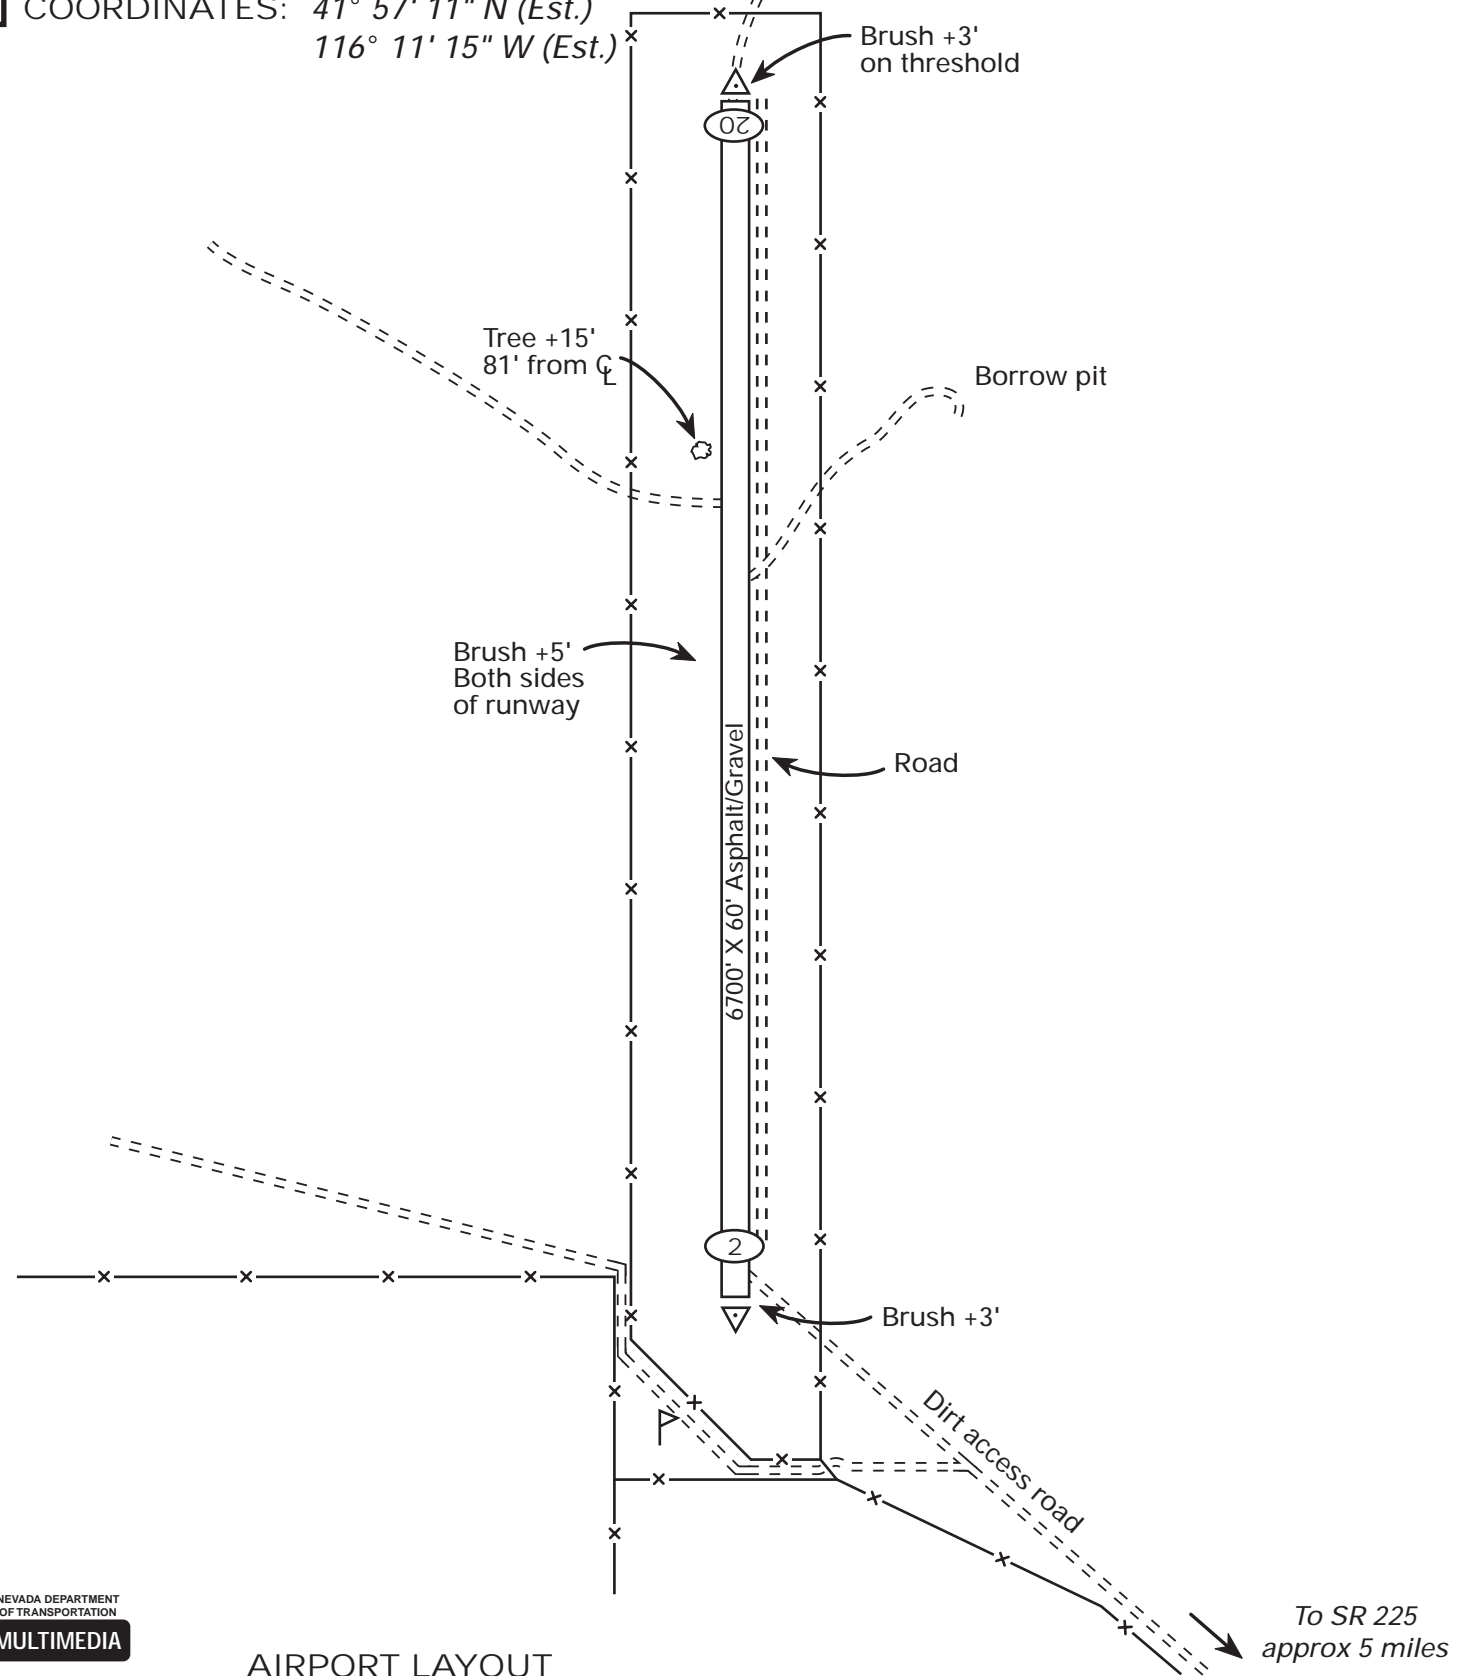 COORDINATES: 41° 57' 11" N (Est.)
116° 11' 15" W (Est.)
Brush +3'
on threshold
20
Tree +15'
81' from ℄
Borrow pit
Brush +5'
Both sides
of runway
6700' X 60' Asphalt/Gravel
Road
2
Brush +3'
Dirt access road
NEVADA DEPARTMENT
OF TRANSPORTATION
MULTIMEDIA
To SR 225
approx 5 miles
AIRPORT LAYOUT